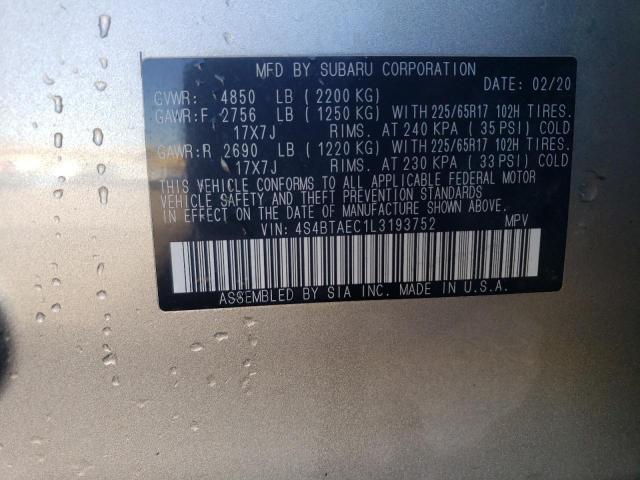 MFD BY SUBARU CORPORATION
DATE: 02/20
GVWR: 4850 LB (2200 KG)
GAWR:F 2756 LB (1250 KG) WITH 225/65R17 102H TIRES.
17X7J RIMS. AT 240 KPA (35 PSI) COLD
GAWR:R 2690 LB (1220 KG) WITH 225/65R17 102H TIRES.
17X7J RIMS. AT 230 KPA (33 PSI) COLD
THIS VEHICLE CONFORMS TO ALL APPLICABLE FEDERAL MOTOR
VEHICLE SAFETY AND THEFT PREVENTION STANDARDS
IN EFFECT ON THE DATE OF MANUFACTURE SHOWN ABOVE.
VIN: 4S4BTAEC1L3193752 MPV
ASSEMBLED BY SIA INC. MADE IN U.S.A.